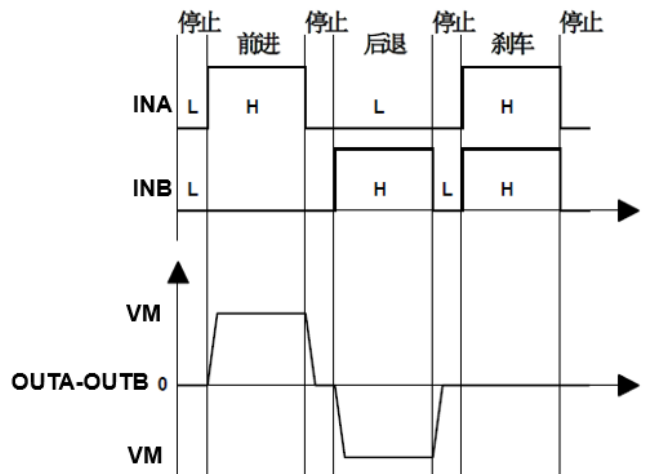 停止 停止 停止 停止
前进 后退 刹车
INA L H L H
INB L H L H
VM
OUTA-OUTB 0
VM